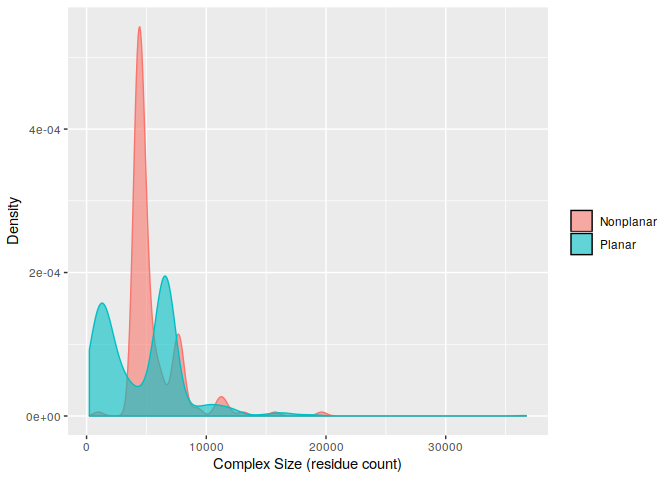 Density
4e-04
2e-04
0e+00
0 10000 20000 30000
Complex Size (residue count)
Nonplanar
Planar